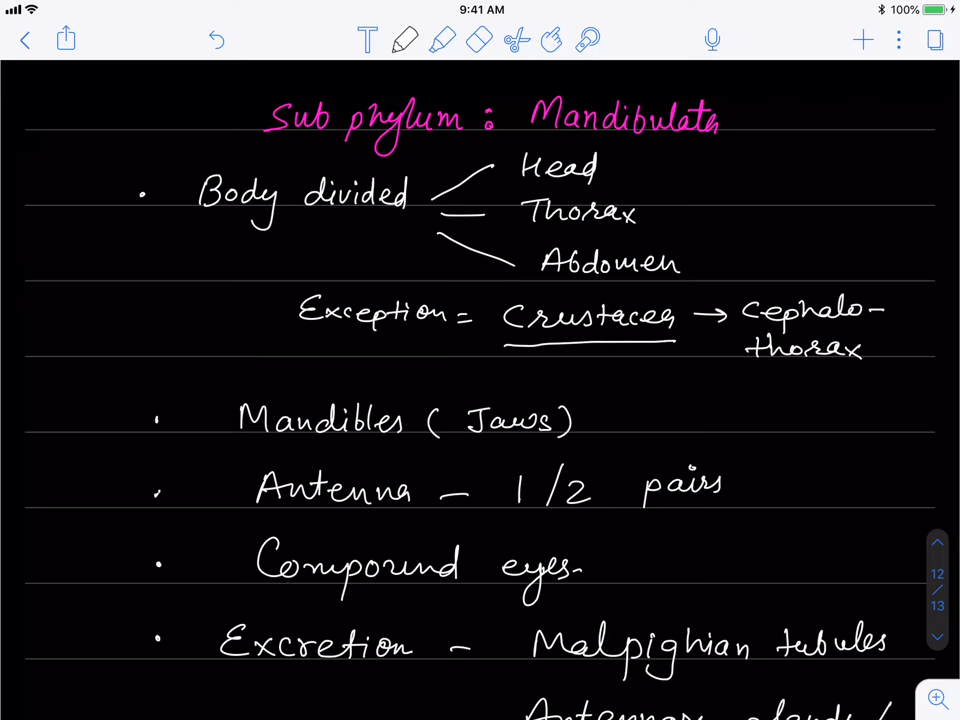 9:41 AM
100%
Sub phylum : Mandibulata
• Body divided
Head
Thorax
Abdomen
Exception = Crustacea → Cephalo-
thorax
• Mandibles (Jaws)
• Antenna - 1/2 pairs
• Compound eyes-
• Excretion - Malpighian tubules
12
/
13